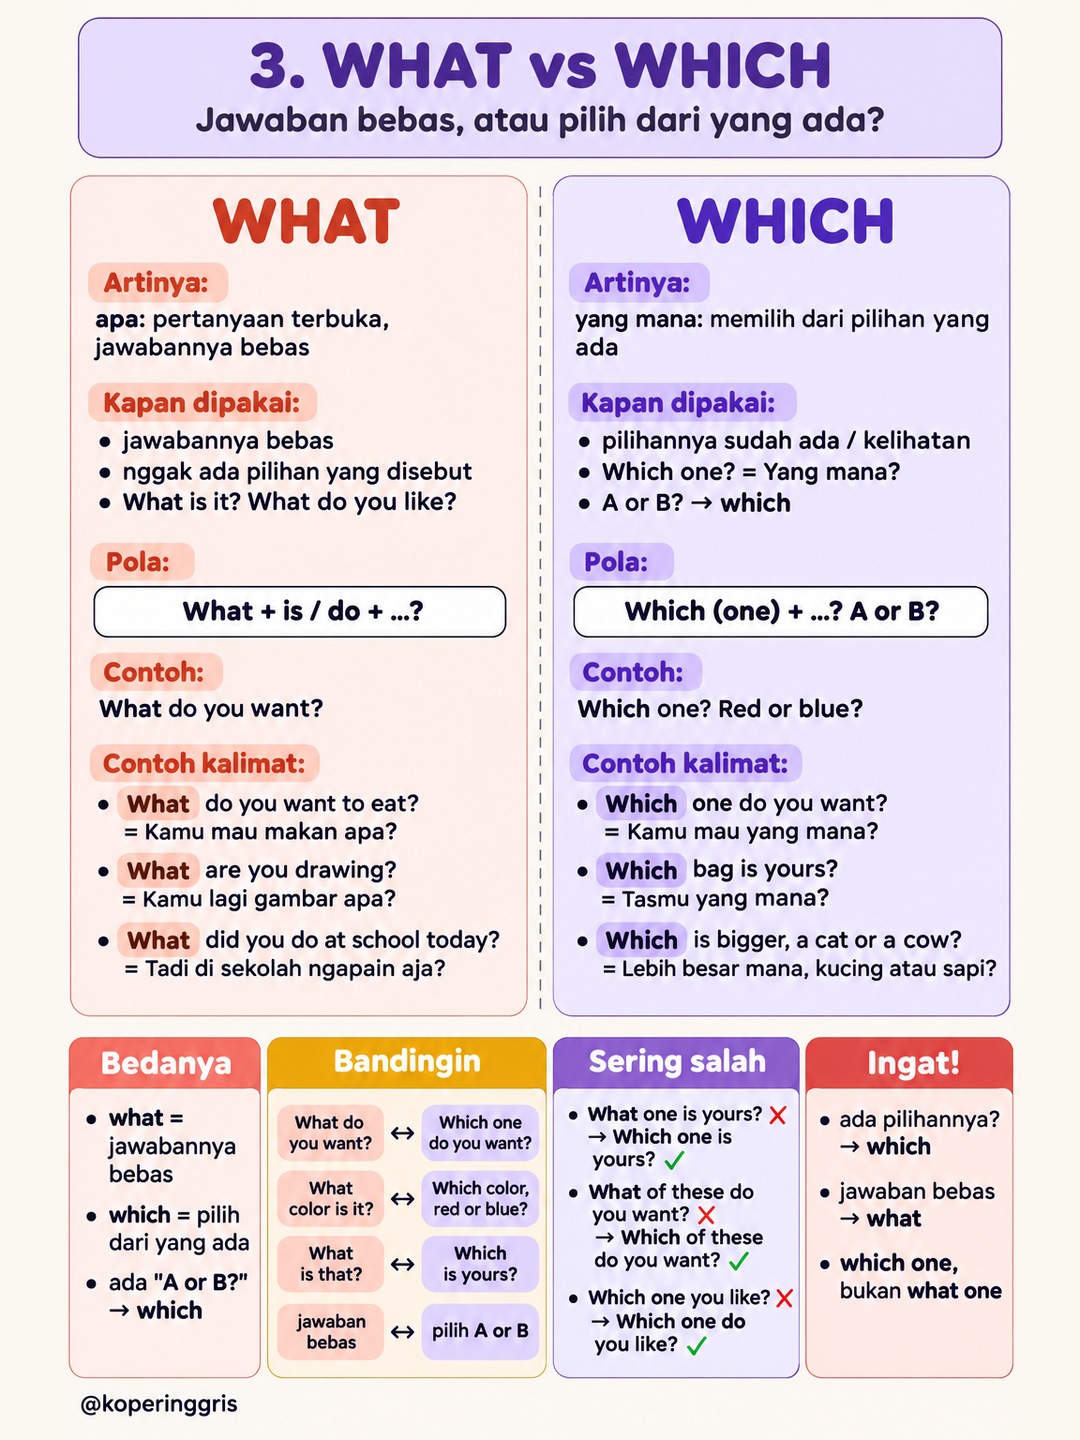 3. WHAT vs WHICH
Jawaban bebas, atau pilih dari yang ada?
WHAT
Artinya:
apa: pertanyaan terbuka,
jawabannya bebas
Kapan dipakai:
• jawabannya bebas
• nggak ada pilihan yang disebut
• What is it? What do you like?
Pola:
What + is / do + ...?
Contoh:
What do you want?
Contoh kalimat:
• What do you want to eat?
= Kamu mau makan apa?
• What are you drawing?
= Kamu lagi gambar apa?
• What did you do at school today?
= Tadi di sekolah ngapain aja?
WHICH
Artinya:
yang mana: memilih dari pilihan yang
ada
Kapan dipakai:
• pilihannya sudah ada / kelihatan
• Which one? = Yang mana?
• A or B? → which
Pola:
Which (one) + ...? A or B?
Contoh:
Which one? Red or blue?
Contoh kalimat:
• Which one do you want?
= Kamu mau yang mana?
• Which bag is yours?
= Tasmu yang mana?
• Which is bigger, a cat or a cow?
= Lebih besar mana, kucing atau sapi?
Bedanya
• what =
jawabannya
bebas
• which = pilih
dari yang ada
• ada "A or B?"
→ which
Bandingin
What do
you want?
↔
Which one
do you want?
What
color is it?
↔
Which color,
red or blue?
What
is that?
↔
Which
is yours?
jawaban
bebas
↔
pilih A or B
Sering salah
• What one is yours? ❌
→ Which one is
yours? ✓
• What of these do
you want? ❌
→ Which of these
do you want? ✓
• Which one you like? ❌
→ Which one do
you like? ✓
Ingat!
• ada pilihannya?
→ which
• jawaban bebas
→ what
• which one,
bukan what one
@koperinggris